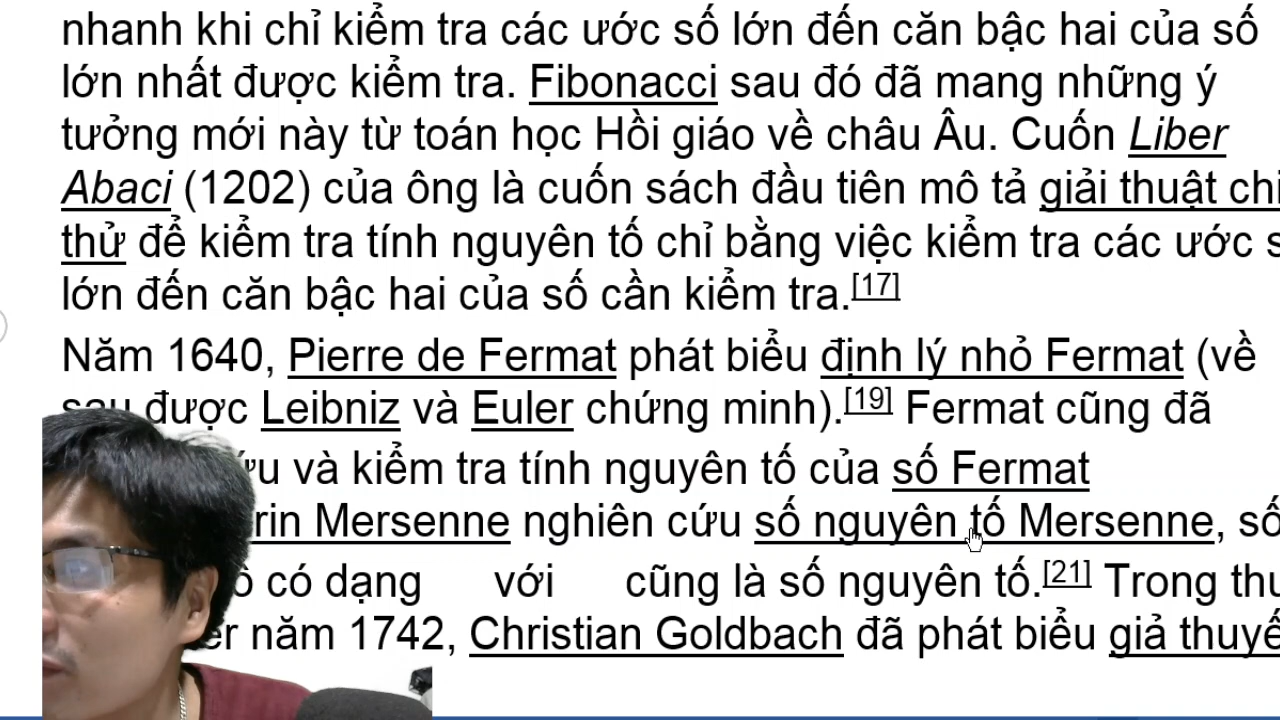 nhanh khi chỉ kiểm tra các ước số lớn đến căn bậc hai của số
lớn nhất được kiểm tra. Fibonacci sau đó đã mang những ý
tưởng mới này từ toán học Hồi giáo về châu Âu. Cuốn Liber
Abaci (1202) của ông là cuốn sách đầu tiên mô tả giải thuật
thử để kiểm tra tính nguyên tố chỉ bằng việc kiểm tra các ước
lớn đến căn bậc hai của số cần kiểm tra.[17]
Năm 1640, Pierre de Fermat phát biểu định lý nhỏ Fermat (về
sau được Leibniz và Euler chứng minh).[19] Fermat cũng đã
và kiểm tra tính nguyên tố của số Fermat
Mersenne nghiên cứu số nguyên tố Mersenne, số
có dạng với cũng là số nguyên tố.[21] Trong
năm 1742, Christian Goldbach đã phát biểu giả